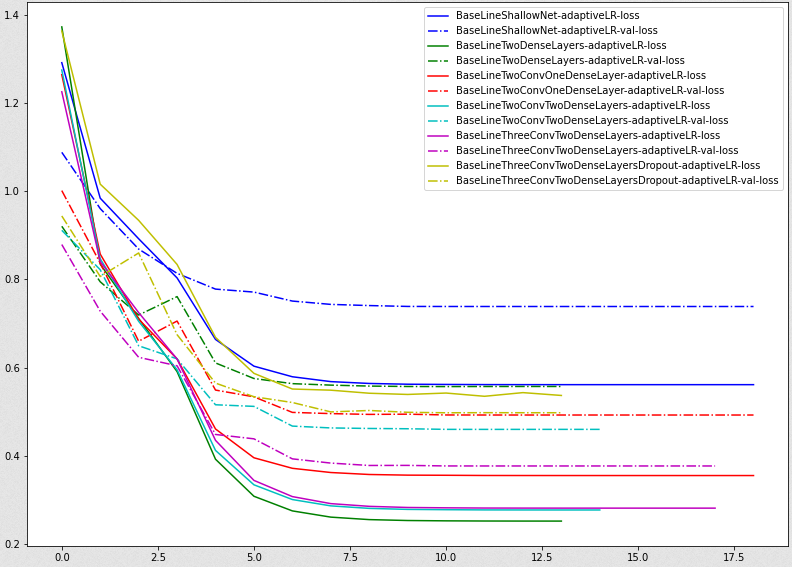 BaseLineShallowNet-adaptiveLR-loss
BaseLineShallowNet-adaptiveLR-val-loss
BaseLineTwoDenseLayers-adaptiveLR-loss
BaseLineTwoDenseLayers-adaptiveLR-val-loss
BaseLineTwoConvOneDenseLayer-adaptiveLR-loss
BaseLineTwoConvOneDenseLayer-adaptiveLR-val-loss
BaseLineTwoConvTwoDenseLayers-adaptiveLR-loss
BaseLineTwoConvTwoDenseLayers-adaptiveLR-val-loss
BaseLineThreeConvTwoDenseLayers-adaptiveLR-loss
BaseLineThreeConvTwoDenseLayers-adaptiveLR-val-loss
BaseLineThreeConvTwoDenseLayersDropout-adaptiveLR-loss
BaseLineThreeConvTwoDenseLayersDropout-adaptiveLR-val-loss
1.4
1.2
1.0
0.8
0.6
0.4
0.2
0.0 2.5 5.0 7.5 10.0 12.5 15.0 17.5